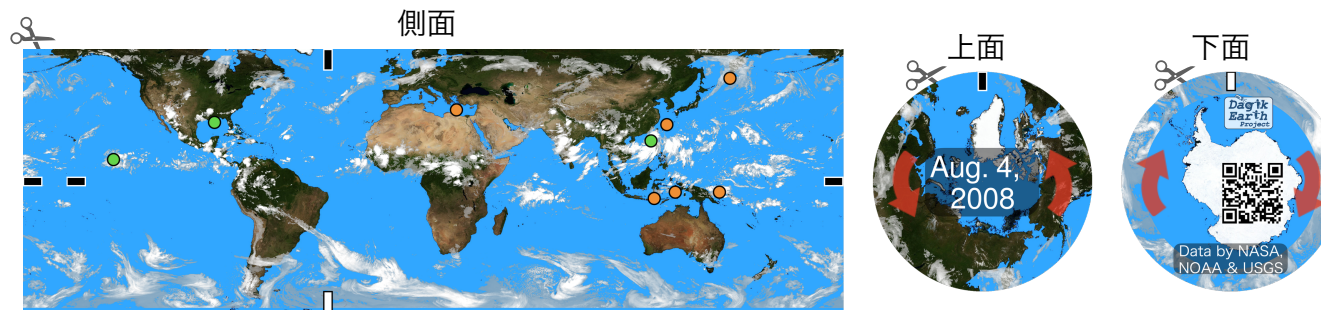 側面
上面
下面
Aug. 4,
2008
Dagik
Earth
Project
Data by NASA,
NOAA & USGS